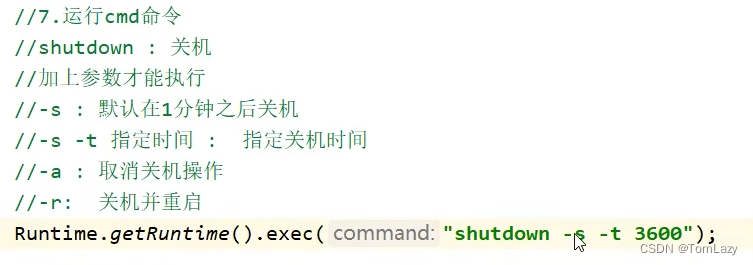 //7.运行cmd命令
//shutdown : 关机
//加上参数才能执行
//-s : 默认在1分钟之后关机
//-s -t 指定时间 :  指定关机时间
//-a : 取消关机操作
//-r:  关机并重启
Runtime.getRuntime().exec( command: "shutdown -s -t 3600");
CSDN @TomLazy